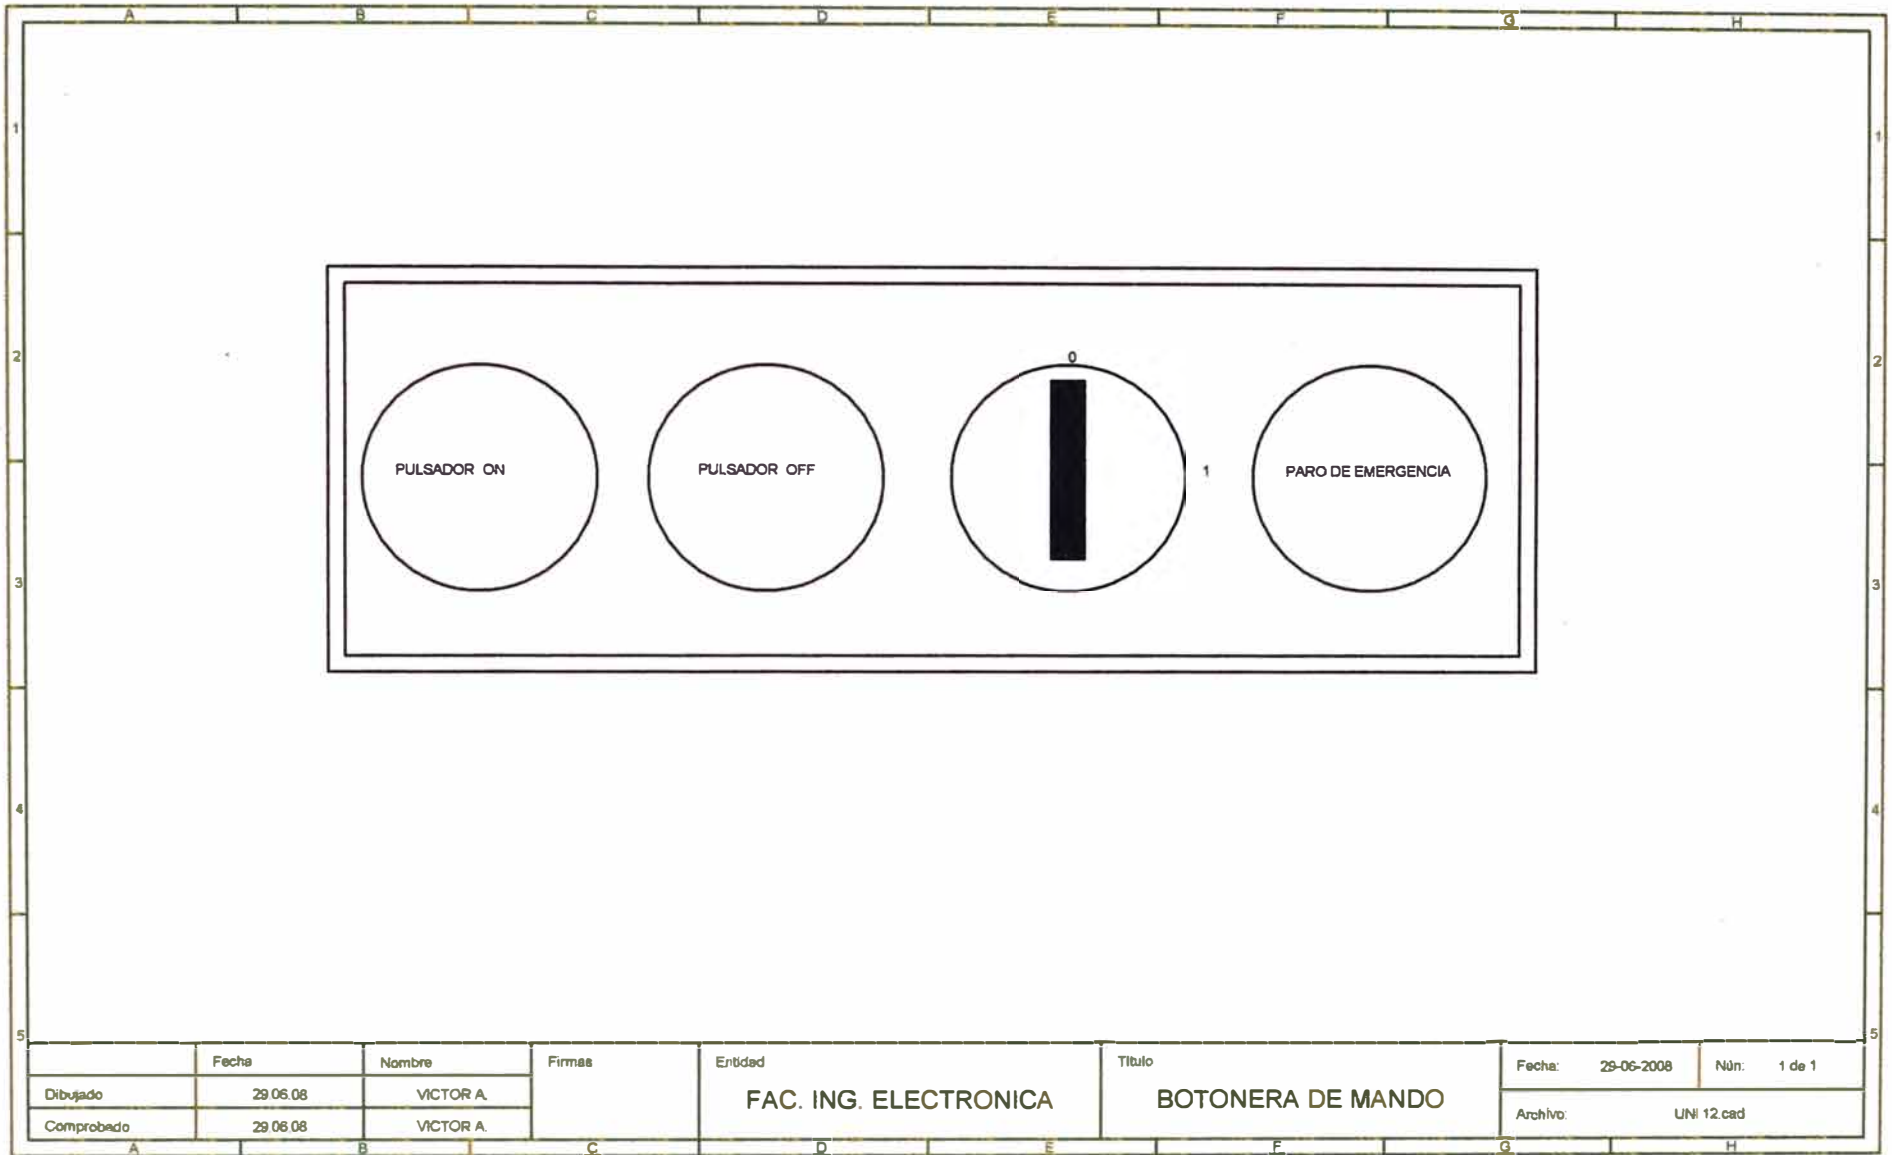 A B C D E F G H
1 1
2 2
0
PULSADOR ON PULSADOR OFF 1 PARO DE EMERGENCIA
3 3
4 4
5 5
Fecha Nombre Firmas Entidad Título Fecha: 29-06-2008 Nún: 1 de 1
Dibujado 29.06.08 VICTOR A. FAC. ING. ELECTRONICA BOTONERA DE MANDO
Comprobado 29.06.08 VICTOR A. Archivo: UNI 12.cad
A B C D E F G H